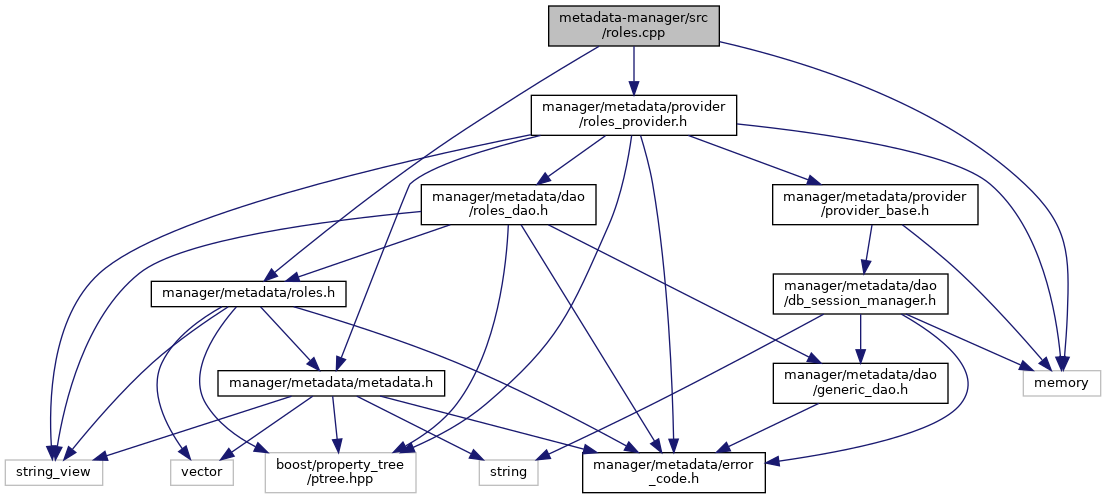 metadata-manager/src
/roles.cpp
manager/metadata/provider
/roles_provider.h
manager/metadata/dao
/roles_dao.h
manager/metadata/provider
/provider_base.h
manager/metadata/roles.h
manager/metadata/dao
/db_session_manager.h
manager/metadata/metadata.h
manager/metadata/dao
/generic_dao.h
memory
string_view
vector
boost/property_tree
/ptree.hpp
string
manager/metadata/error
_code.h